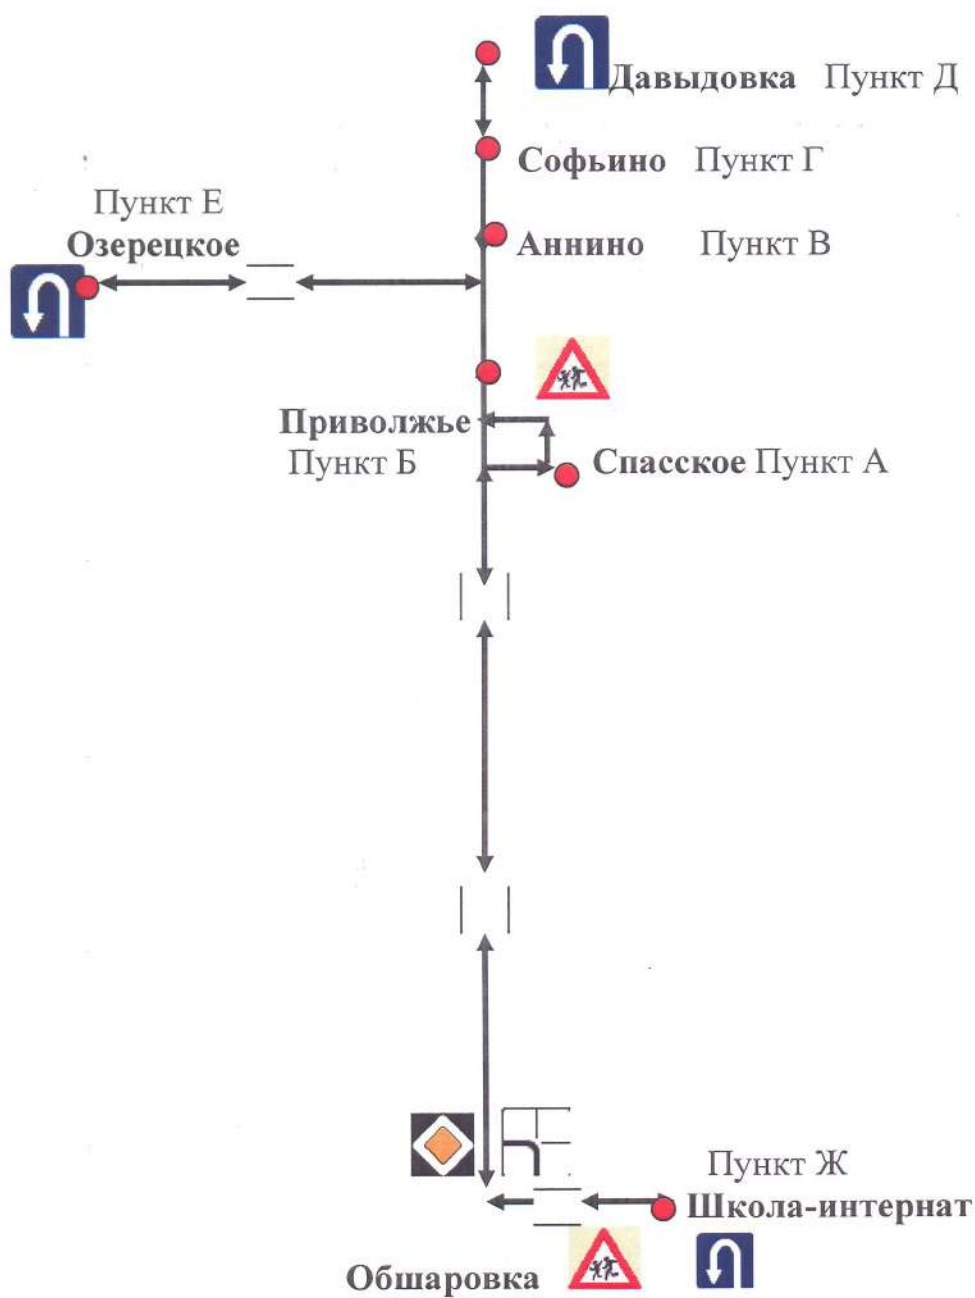 Давыдовка Пункт Д
Софьино Пункт Г
Пункт Е
Озерецкое
Аннино Пункт В
Приволжье
Пункт Б
Спасское Пункт А
Пункт Ж
Школа-интернат
Обшаровка